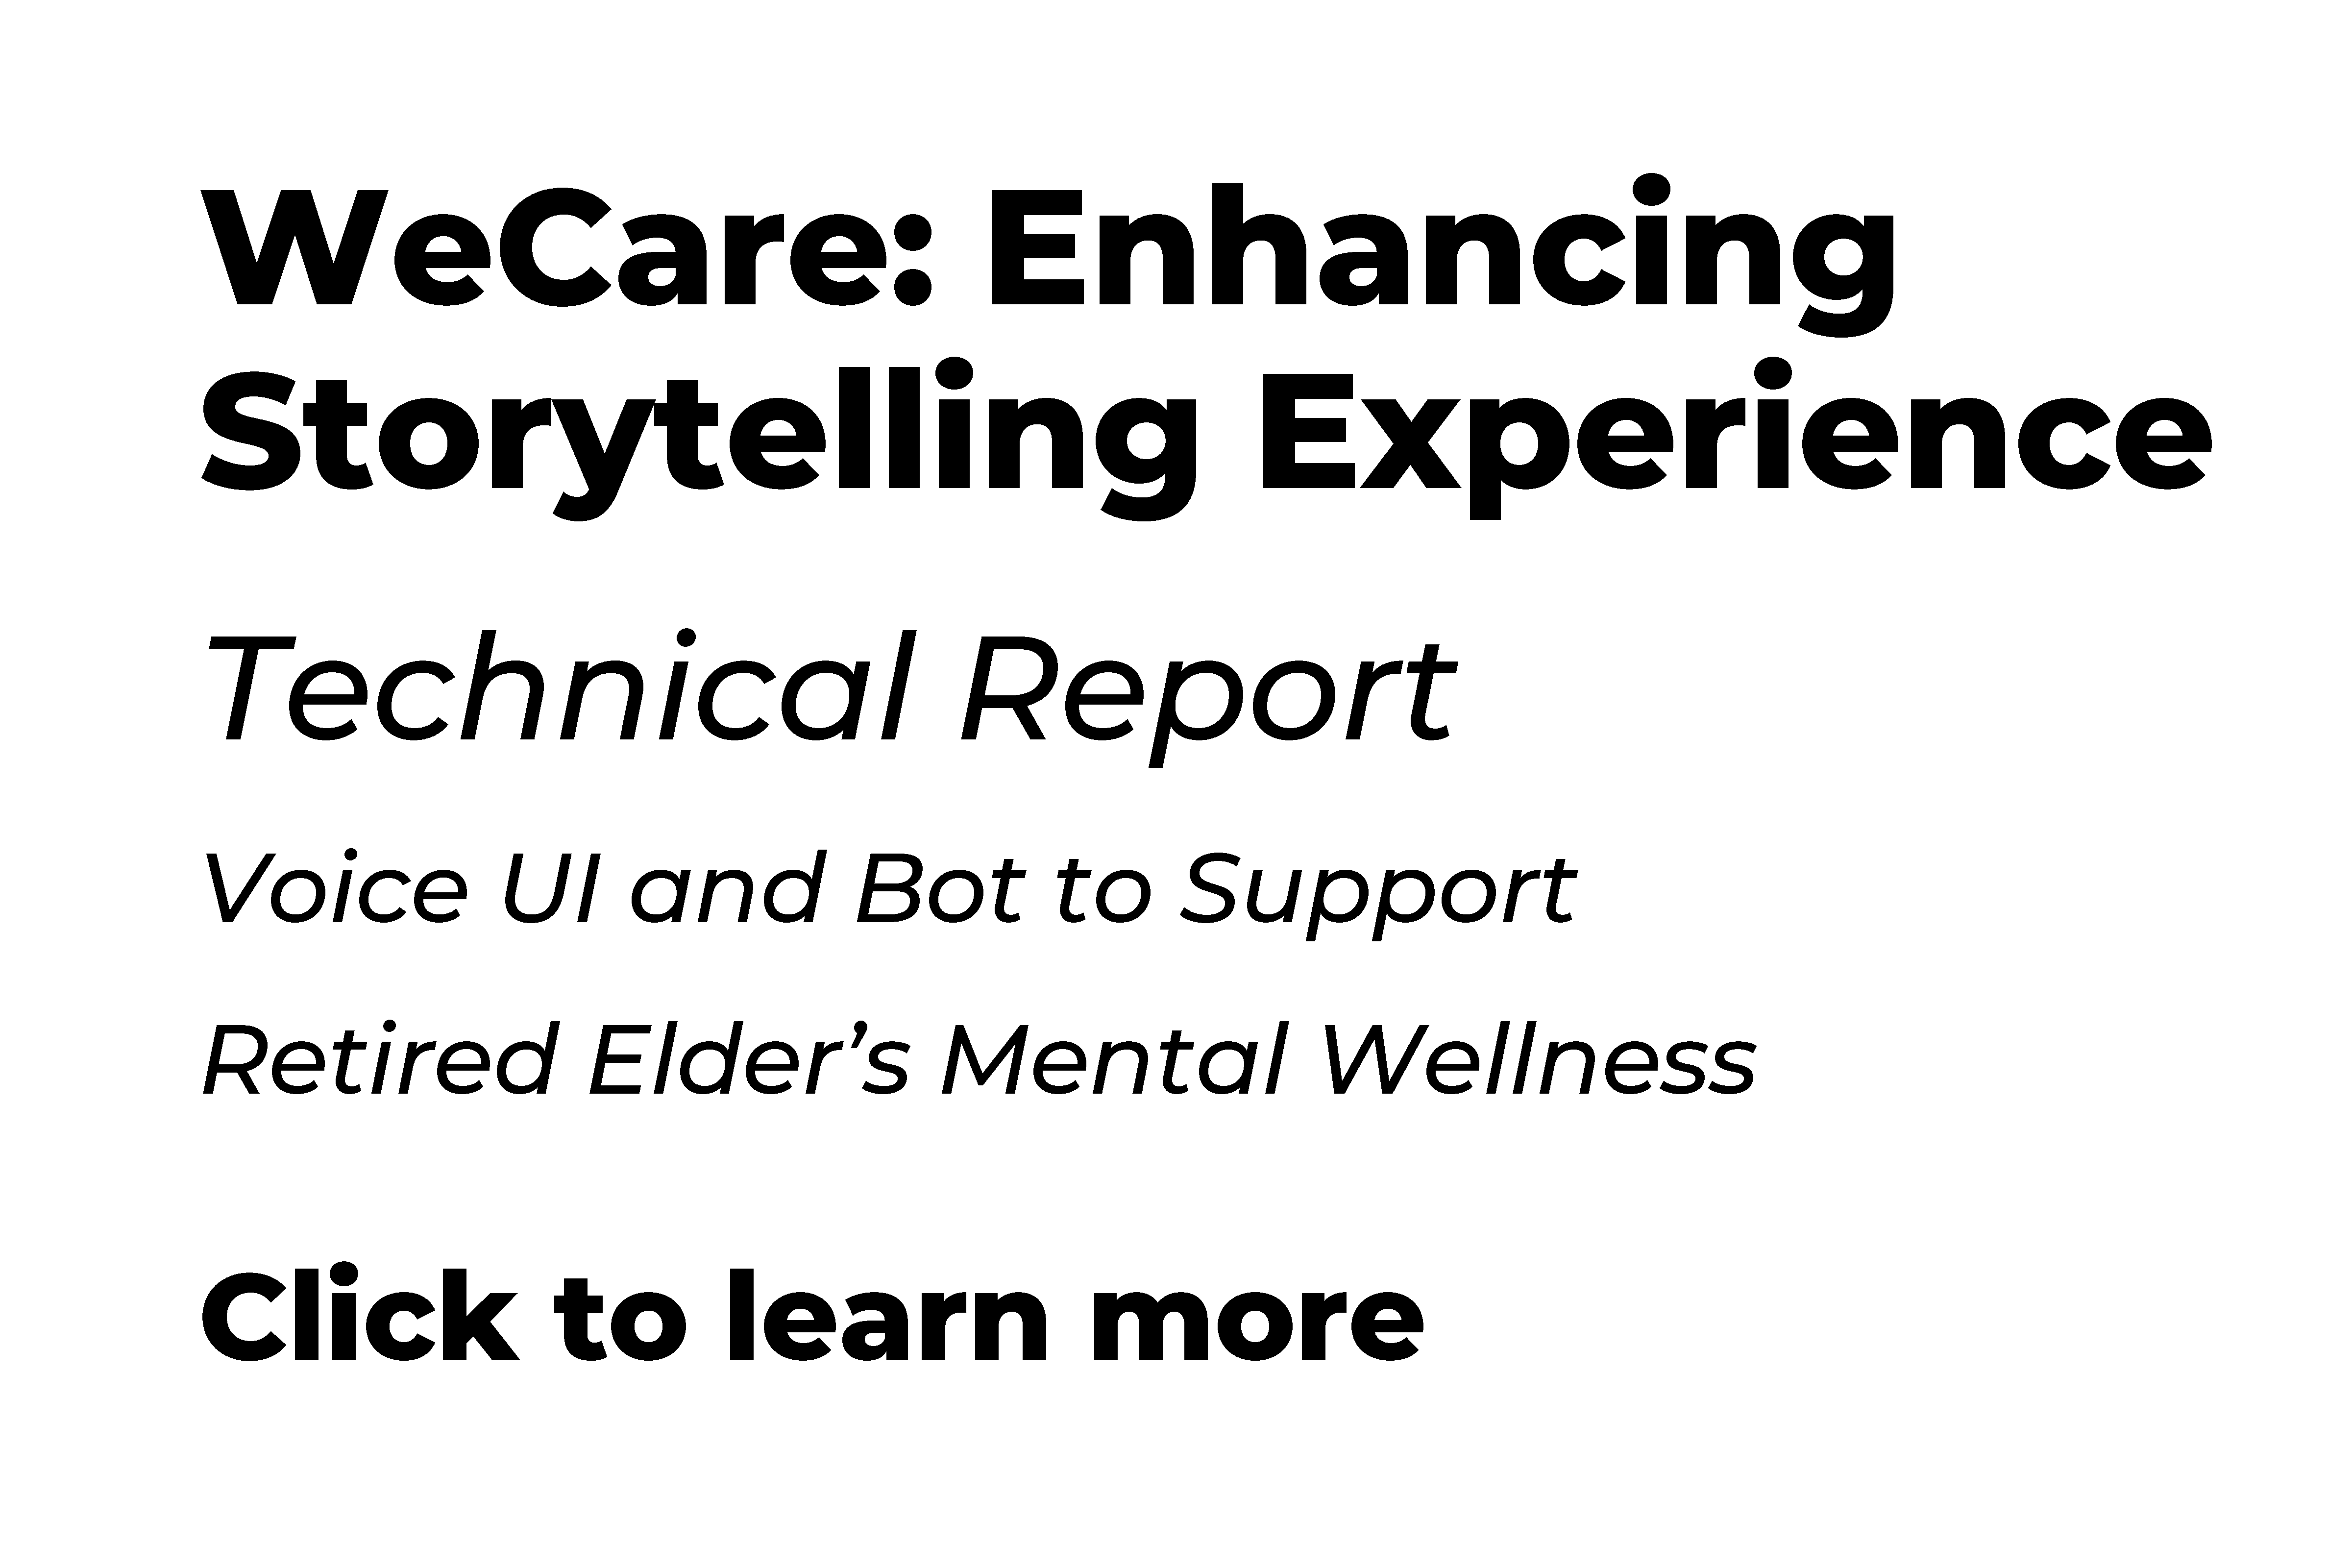 WeCare: Enhancing
Storytelling Experience
Technical Report
Voice UI and Bot to Support
Retired Elder’s Mental Wellness
Click to learn more